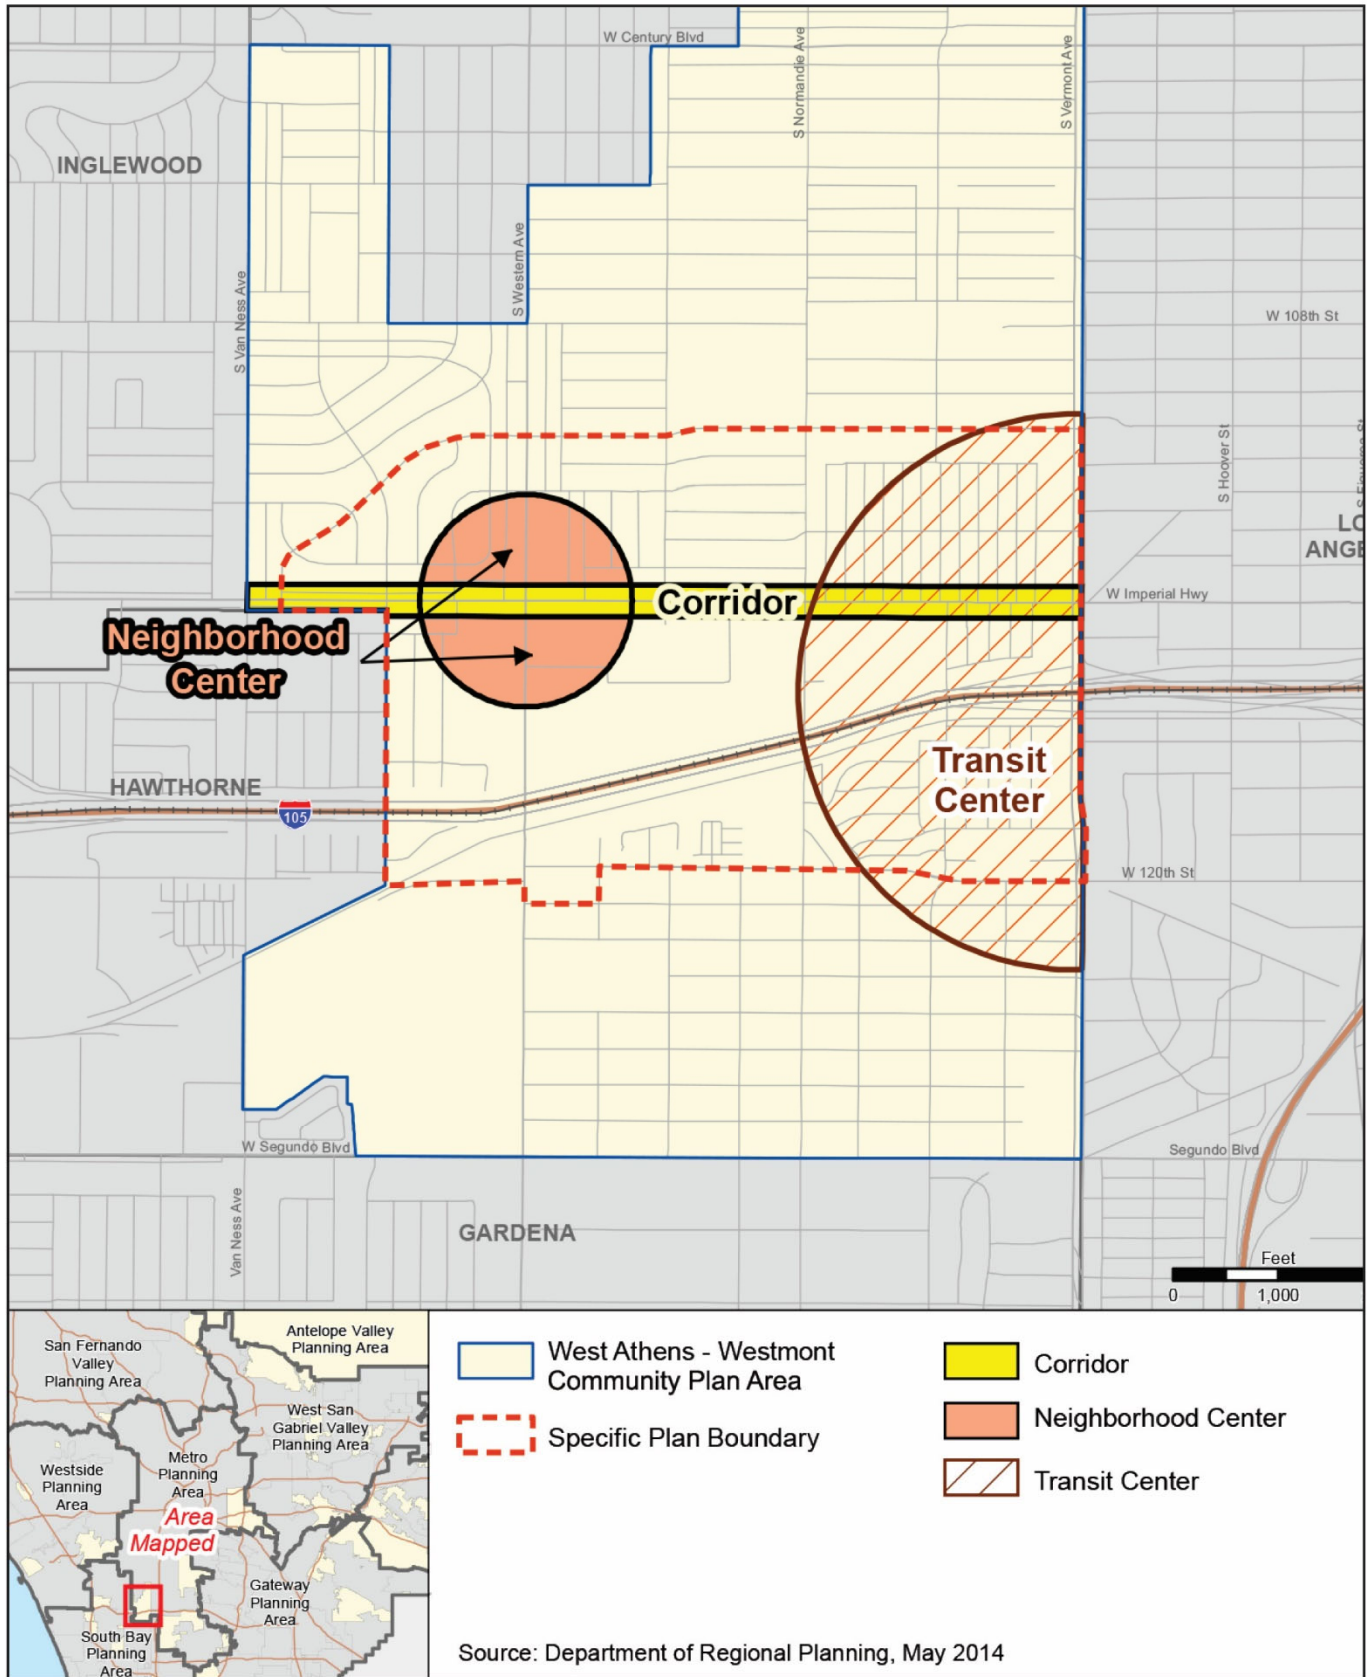 W Century Blvd
S Normandie Ave
S Vermont Ave
INGLEWOOD
S Western Ave
S Van Ness Ave
W 108th St
S Hoover St
LO
ANGE
W Imperial Hwy
Corridor
Neighborhood
Center
Transit
Center
HAWTHORNE
105
W 120th St
W Segundo Blvd
Segundo Blvd
Van Ness Ave
GARDENA
Feet
0 1,000
San Fernando
Valley
Planning Area
Antelope Valley
Planning Area
West San
Gabriel Valley
Planning Area
Metro
Planning
Area
Westside
Planning
Area
Area
Mapped
Gateway
Planning
Area
South Bay
Planning
Area
West Athens - Westmont
Community Plan Area
Specific Plan Boundary
Corridor
Neighborhood Center
Transit Center
Source: Department of Regional Planning, May 2014